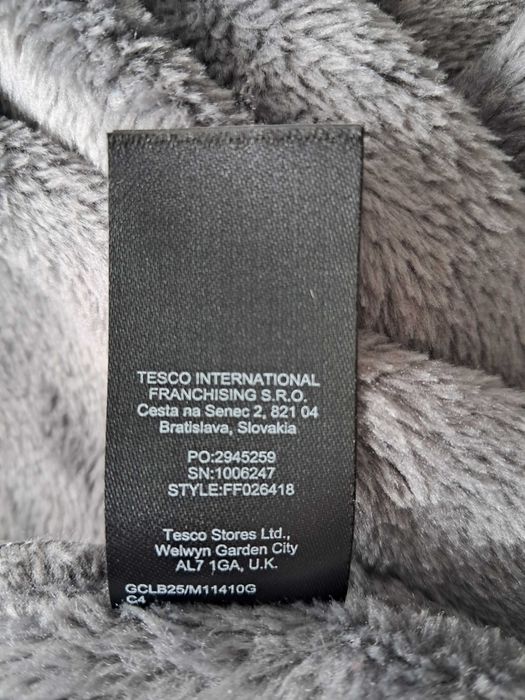 TESCO INTERNATIONAL
FRANCHISING S.R.O.
Cesta na Senec 2, 821 04
Bratislava, Slovakia
PO:2945259
SN:1006247
STYLE:FF026418
Tesco Stores Ltd.,
Welwyn Garden City
AL7 1GA, U.K.
GCLB25/M11410G
C4